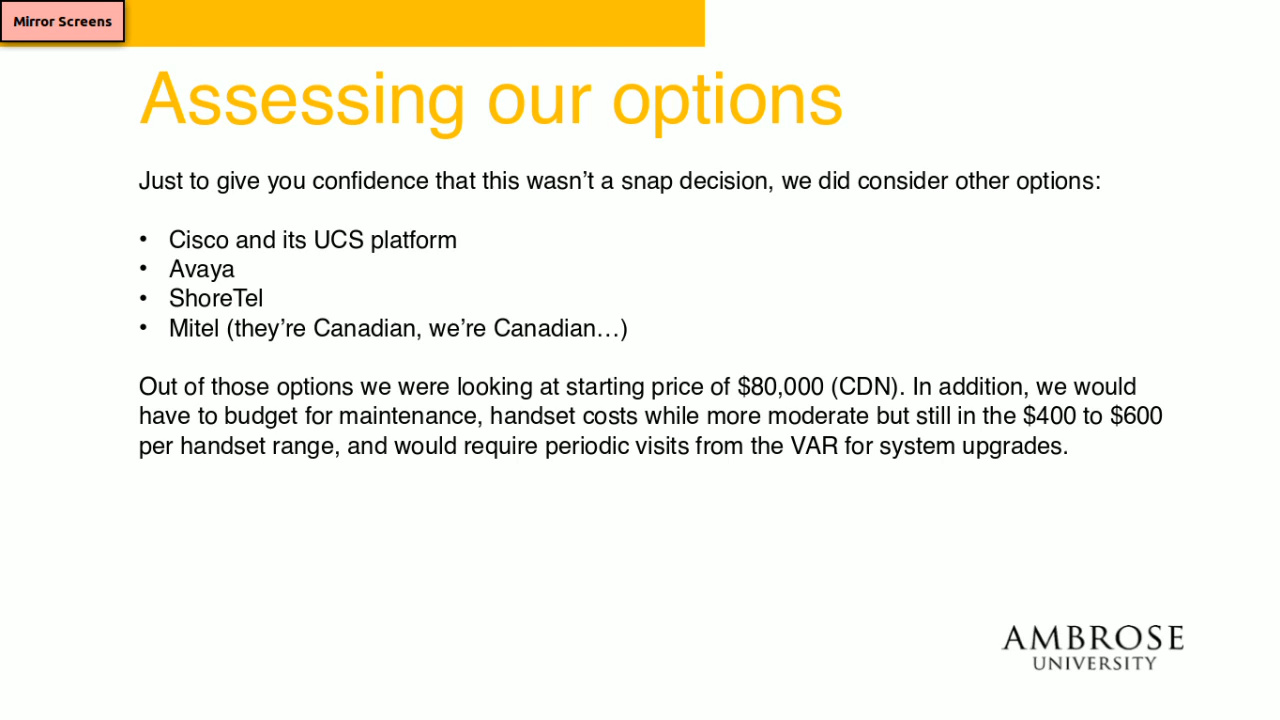 Mirror Screens
Assessing our options
Just to give you confidence that this wasn’t a snap decision, we did consider other options:
• Cisco and its UCS platform
• Avaya
• ShoreTel
• Mitel (they’re Canadian, we’re Canadian…)
Out of those options we were looking at starting price of $80,000 (CDN). In addition, we would
have to budget for maintenance, handset costs while more moderate but still in the $400 to $600
per handset range, and would require periodic visits from the VAR for system upgrades.
AMBROSE
UNIVERSITY